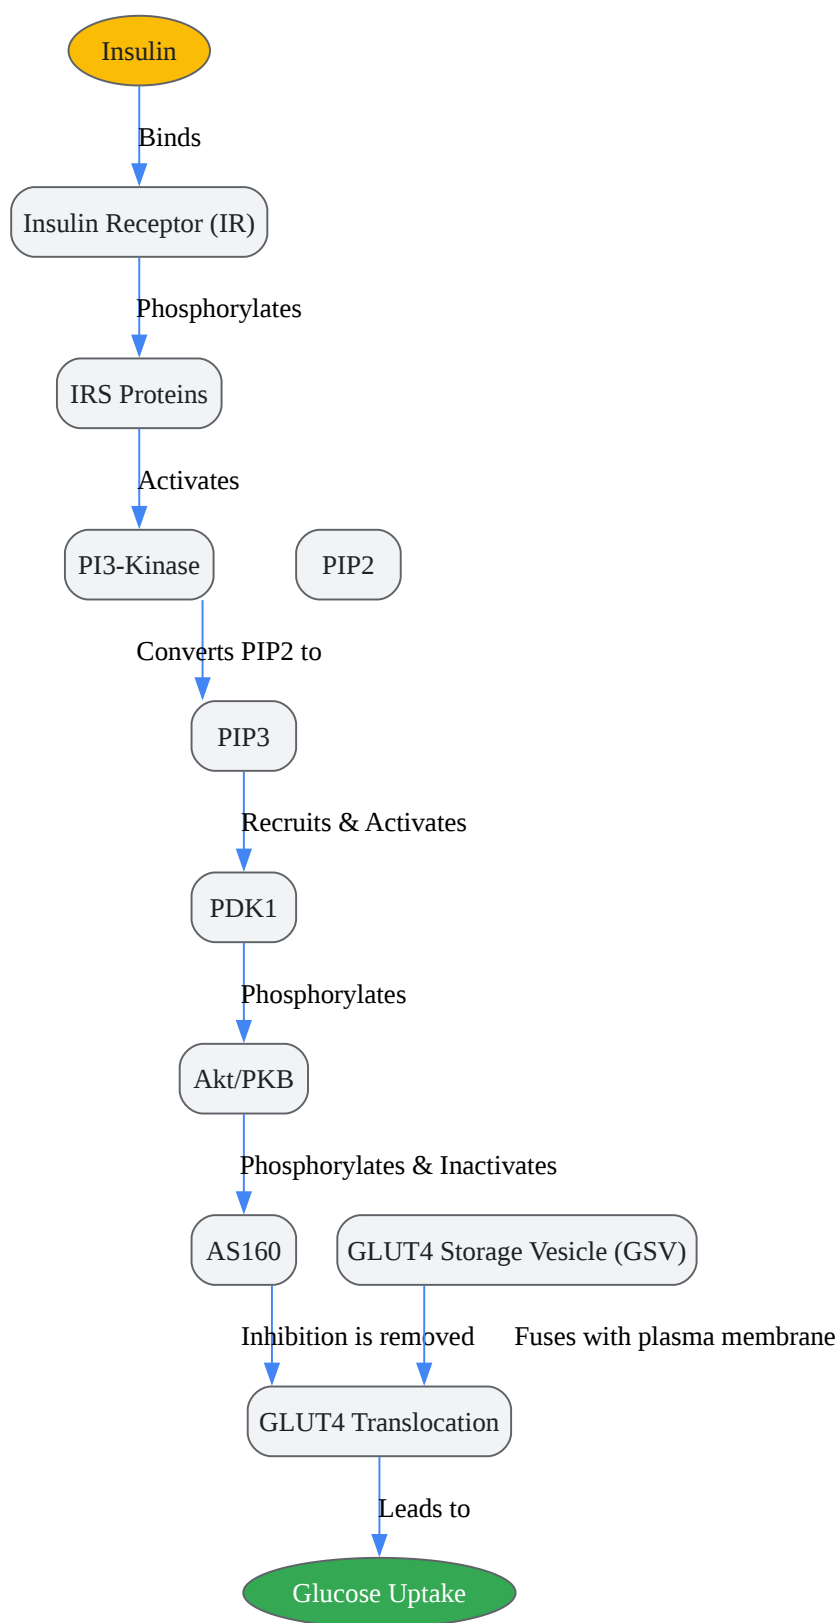 Insulin
Binds
Insulin Receptor (IR)
Phosphorylates
IRS Proteins
Activates
PI3-Kinase
PIP2
Converts PIP2 to
PIP3
Recruits & Activates
PDK1
Phosphorylates
Akt/PKB
Phosphorylates & Inactivates
AS160
GLUT4 Storage Vesicle (GSV)
Inhibition is removed
Fuses with plasma membrane
GLUT4 Translocation
Leads to
Glucose Uptake